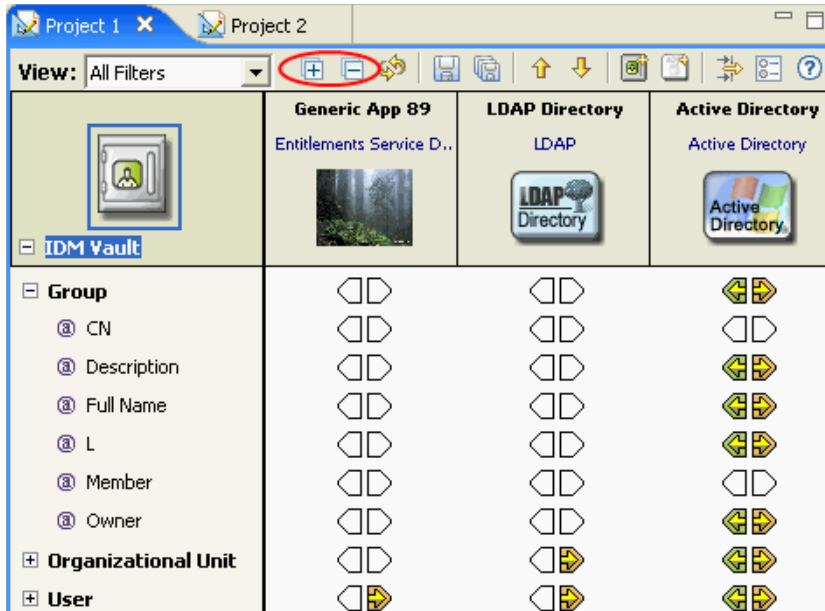 Project 1 Project 2
View: All Filters
Generic App 89 LDAP Directory Active Directory
Entitlements Service D.. LDAP Active Directory
LDAP Directory
Active Directory
IDM Vault
Group
CN
Description
Full Name
L
Member
Owner
Organizational Unit
User